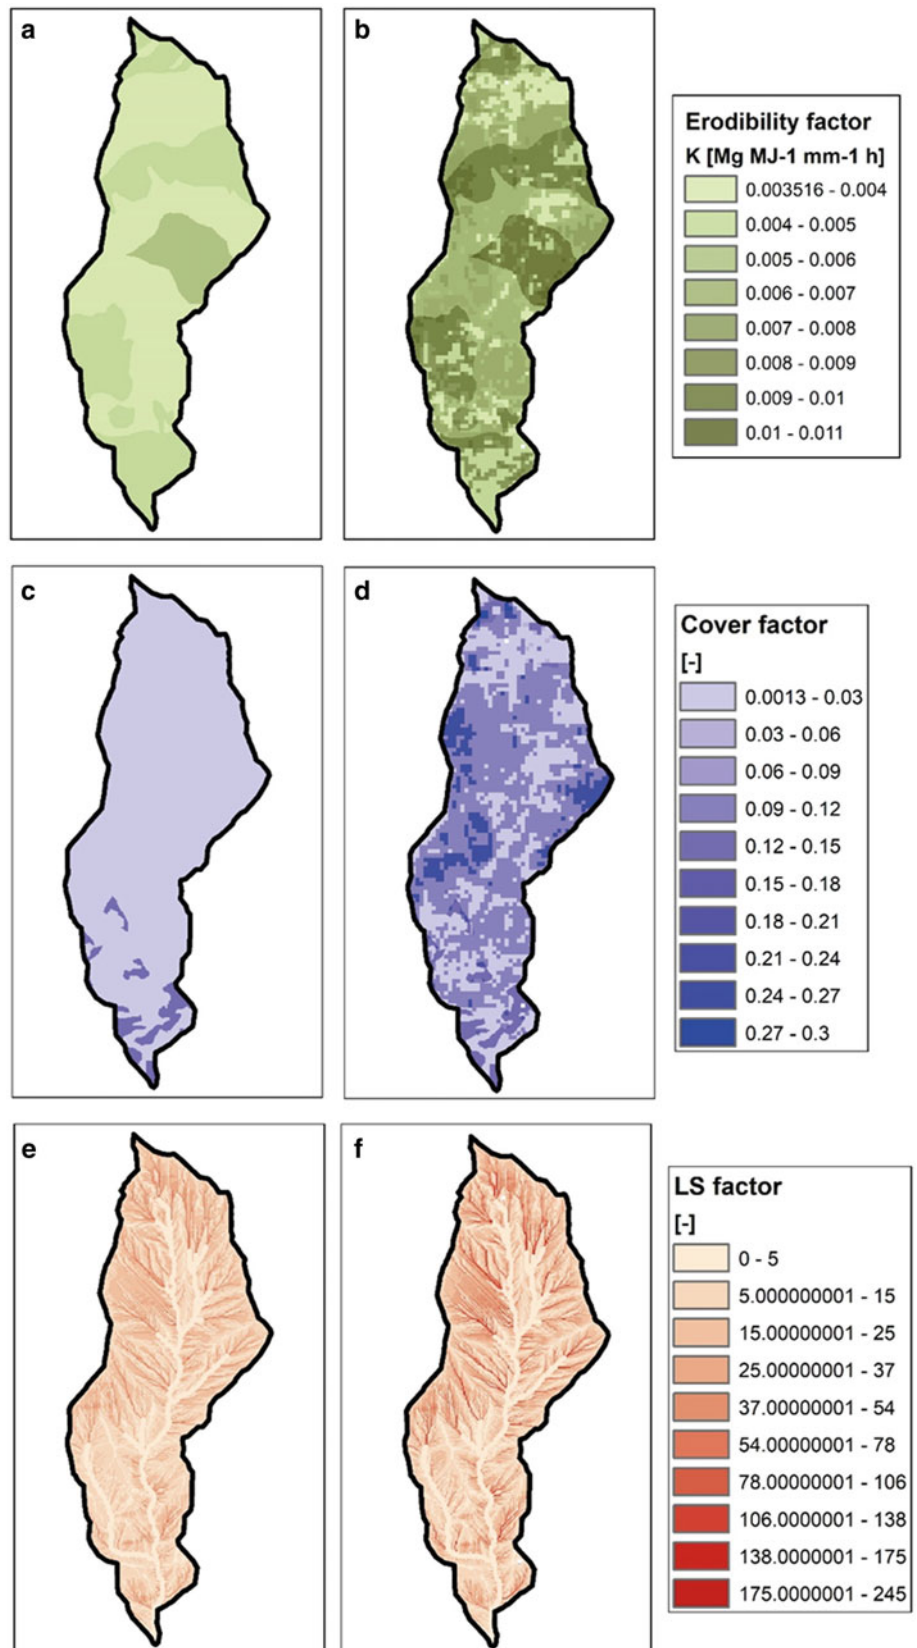 a
b
Erodibility factor
K [Mg MJ-1 mm-1 h]
0.003516 - 0.004
0.004 - 0.005
0.005 - 0.006
0.006 - 0.007
0.007 - 0.008
0.008 - 0.009
0.009 - 0.01
0.01 - 0.011
c
d
Cover factor
[-]
0.0013 - 0.03
0.03 - 0.06
0.06 - 0.09
0.09 - 0.12
0.12 - 0.15
0.15 - 0.18
0.18 - 0.21
0.21 - 0.24
0.24 - 0.27
0.27 - 0.3
e
f
LS factor
[-]
0 - 5
5.000000001 - 15
15.00000001 - 25
25.00000001 - 37
37.00000001 - 54
54.00000001 - 78
78.00000001 - 106
106.0000001 - 138
138.0000001 - 175
175.0000001 - 245